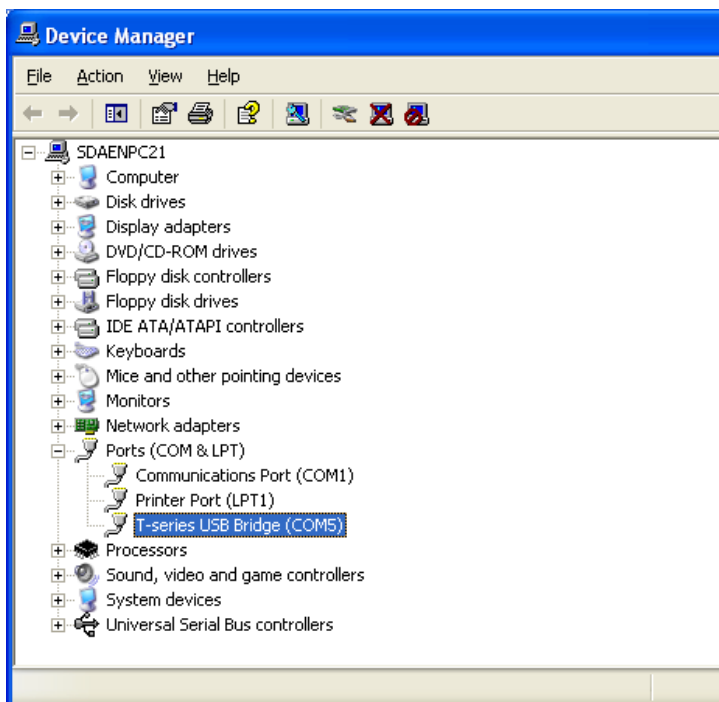 Device Manager
File Action View Help
SDAENPC21
Computer
Disk drives
Display adapters
DVD/CD-ROM drives
Floppy disk controllers
Floppy disk drives
IDE ATA/ATAPI controllers
Keyboards
Mice and other pointing devices
Monitors
Network adapters
Ports (COM & LPT)
Communications Port (COM1)
Printer Port (LPT1)
T-series USB Bridge (COM5)
Processors
Sound, video and game controllers
System devices
Universal Serial Bus controllers